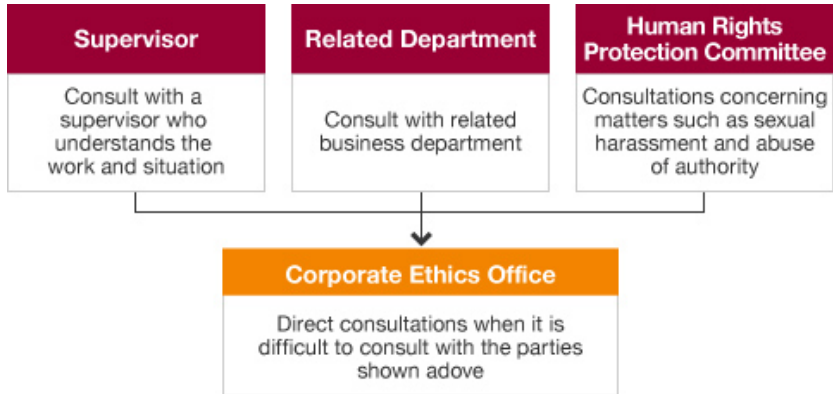 Supervisor
Consult with a
supervisor who
understands the
work and situation
Related Department
Consult with related
business department
Human Rights
Protection Committee
Consultations concerning
matters such as sexual
harassment and abuse
of authority
Corporate Ethics Office
Direct consultations when it is
difficult to consult with the parties
shown adove